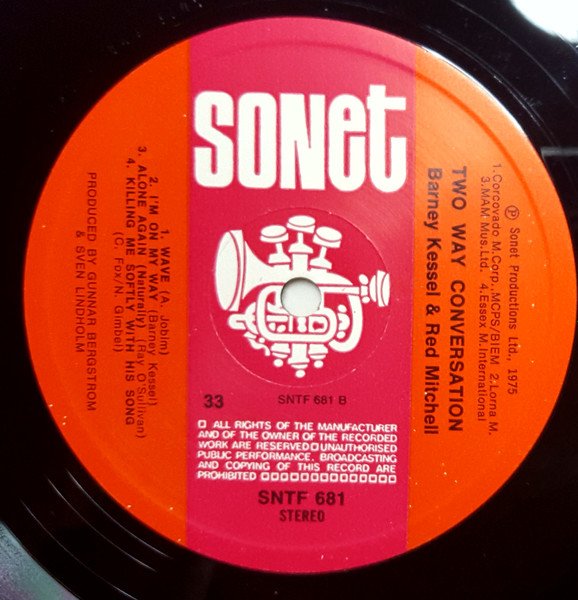 SONET
33
SNTF 681 B
ALL RIGHTS OF THE MANUFACTURER
AND OF THE OWNER OF THE RECORDED
WORK ARE RESERVED UNAUTHORISED
PUBLIC PERFORMANCE, BROADCASTING
AND COPYING OF THIS RECORD ARE
PROHIBITED
SNTF 681
STEREO
℗ Sonet Productions Ltd., 1975
1.Corcovado M.Corp.,MCPS/BIEM 2.Lorna M.
3.MAM Mus.Ltd. 4.Essex M.International
TWO WAY CONVERSATION
Barney Kessel & Red Mitchell
1. WAVE (A. Jobim)
2. I'M ON MY WAY (Barney Kessel)
3. ALONE AGAIN (Naturally) (Ray O'Sullivan)
4. KILLING ME SOFTLY WITH HIS SONG
(C. Fox/N. Gimbel)
PRODUCED BY GUNNAR BERGSTROM
& SVEN LINDHOLM